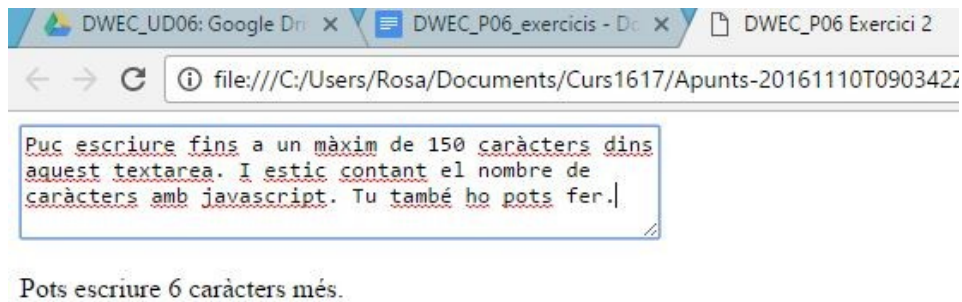 DWEC_UD06: Google Dri
DWEC_P06_exercicis - Do
DWEC_P06 Exercici 2
file:///C:/Users/Rosa/Documents/Curs1617/Apunts-20161110T090342Z
Puc escriure fins a un màxim de 150 caràcters dins
aquest textarea. I estic contant el nombre de
caràcters amb javascript. Tu també ho pots fer.
Pots escriure 6 caràcters més.